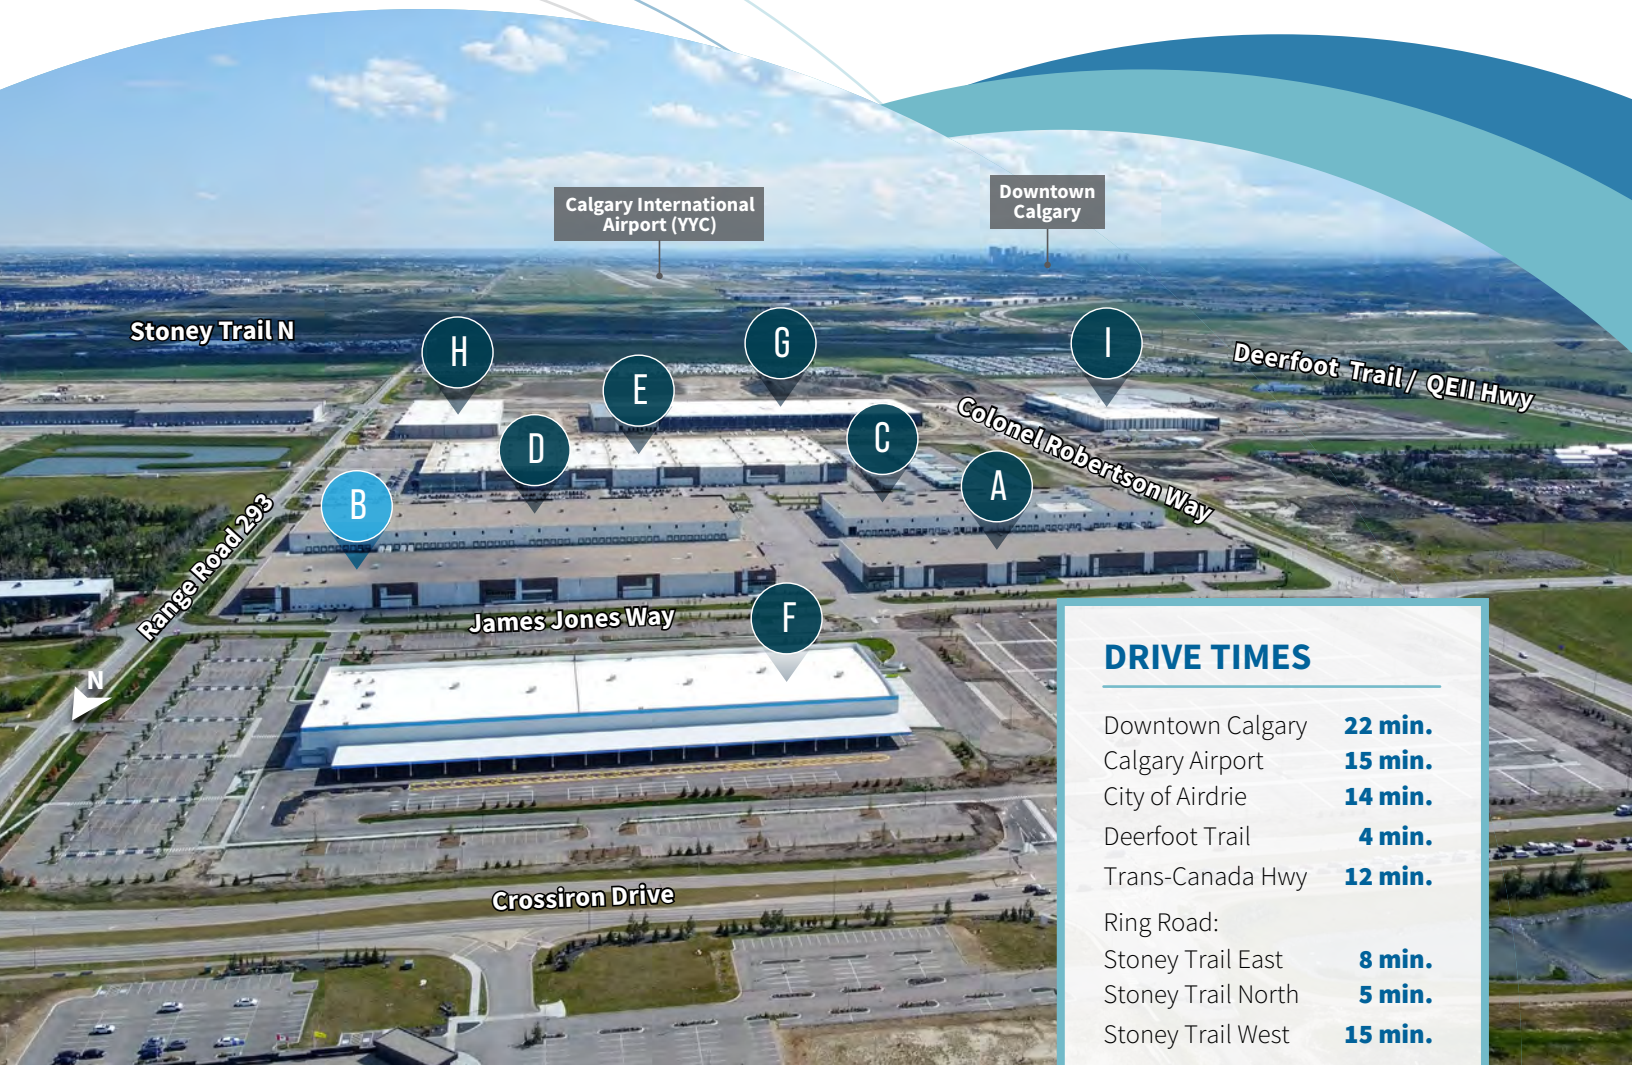 Calgary International
Airport (YYC)
Downtown
Calgary
Stoney Trail N
H
G
I
E
Deerfoot Trail / QEII Hwy
D
C
Colonel Robertson Way
A
B
Range Road 293
James Jones Way
F
N
Crossiron Drive
DRIVE TIMES
Downtown Calgary 22 min.
Calgary Airport 15 min.
City of Airdrie 14 min.
Deerfoot Trail 4 min.
Trans-Canada Hwy 12 min.
Ring Road:
Stoney Trail East 8 min.
Stoney Trail North 5 min.
Stoney Trail West 15 min.